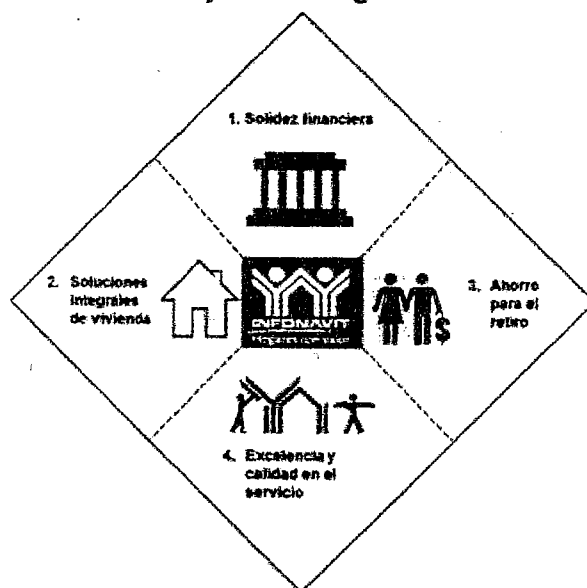 1. Solidez financiera
2. Soluciones
integrales
de vivienda
INFONAVIT
3. Ahorro
para el
retiro
$
4. Excelencia y
calidad en el
servicio